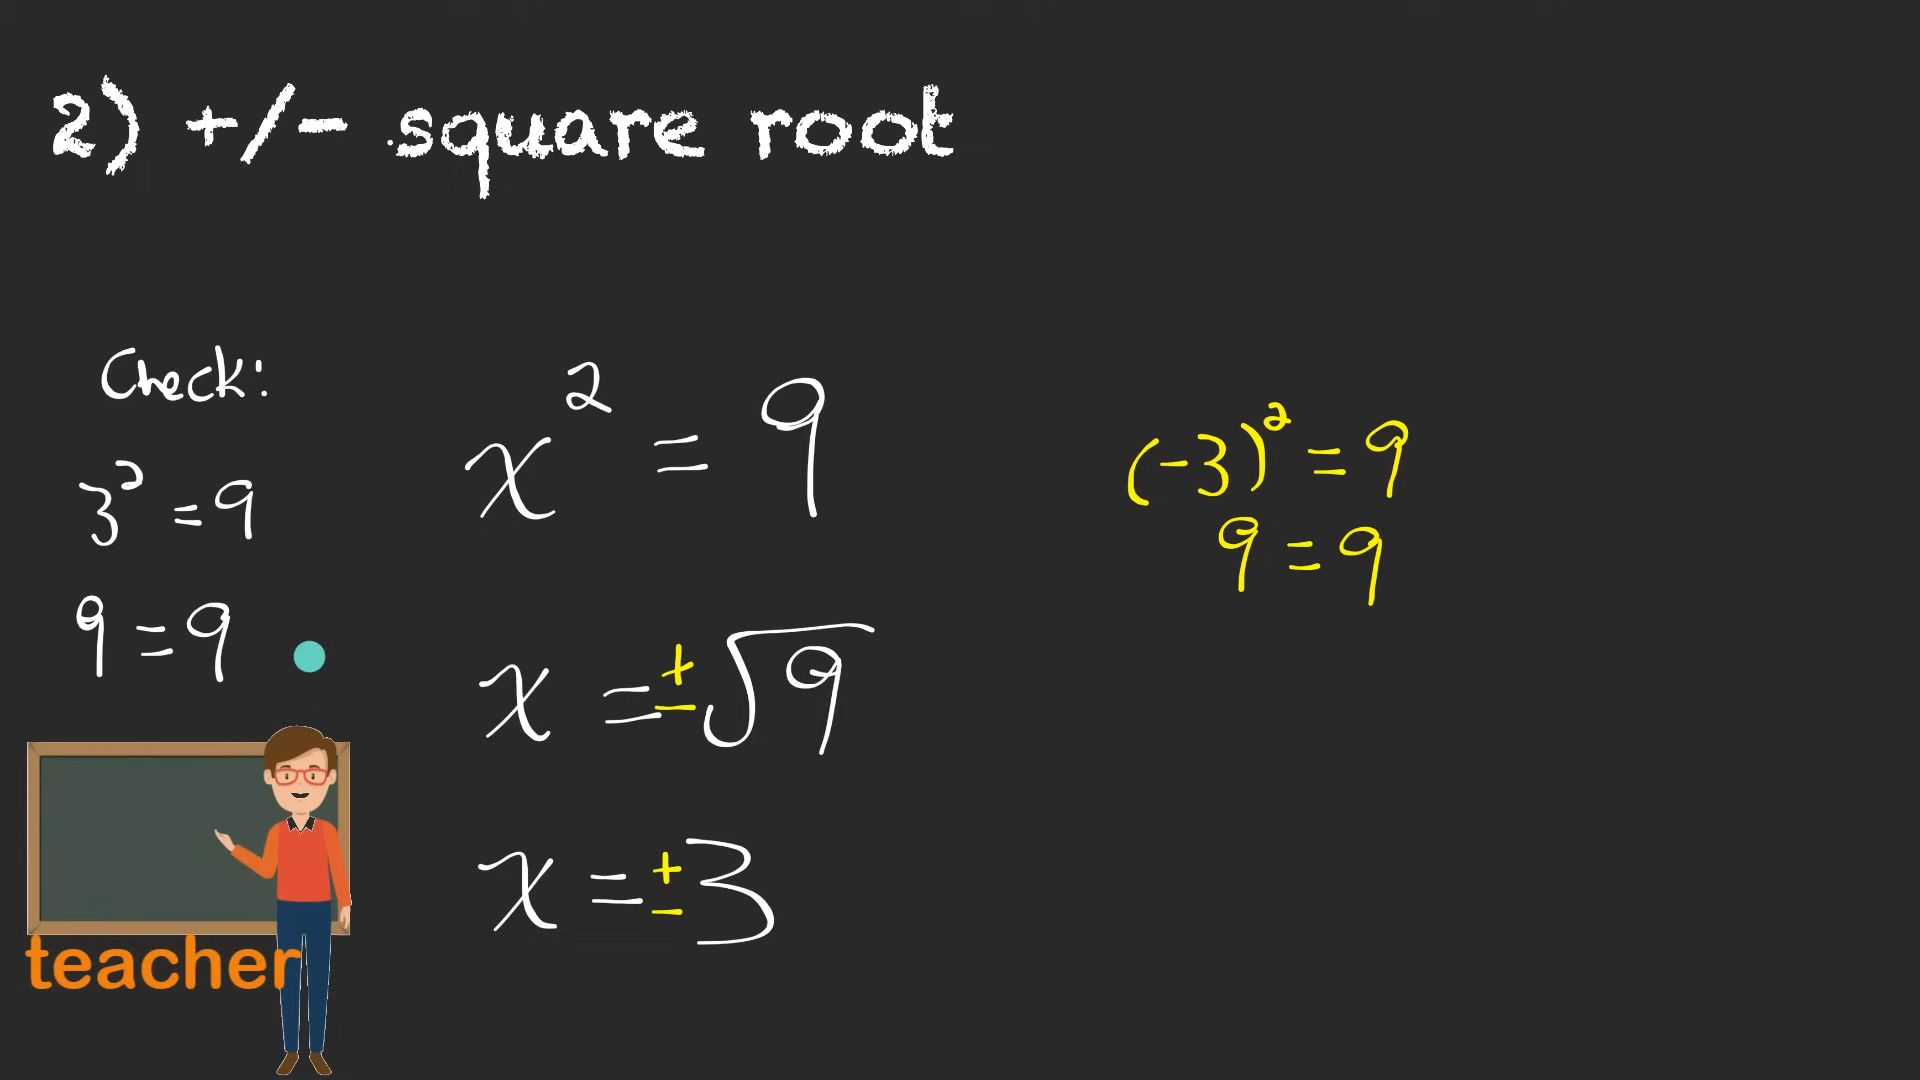 2) +/- square root
Check:
3² = 9
9 = 9
x² = 9
x = ±√9
x = ±3
(-3)² = 9
9 = 9
teacher